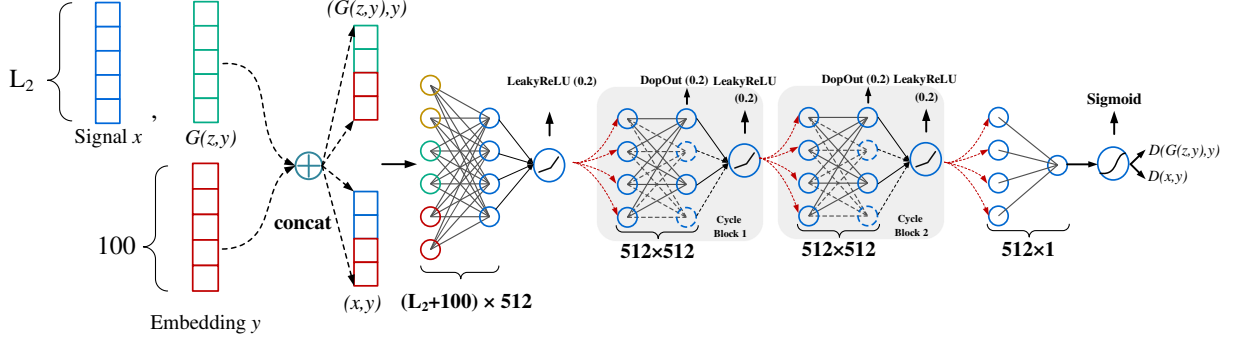 (G(z,y),y)
L2
Signal x
,
G(z,y)
100
Embedding y
concat
(x,y)
(L2+100) × 512
LeakyReLU (0.2)
DopOut (0.2)
LeakyReLU
(0.2)
Cycle
Block 1
512×512
DopOut (0.2)
LeakyReLU
(0.2)
Cycle
Block 2
512×512
512×1
Sigmoid
D(G(z,y),y)
D(x,y)